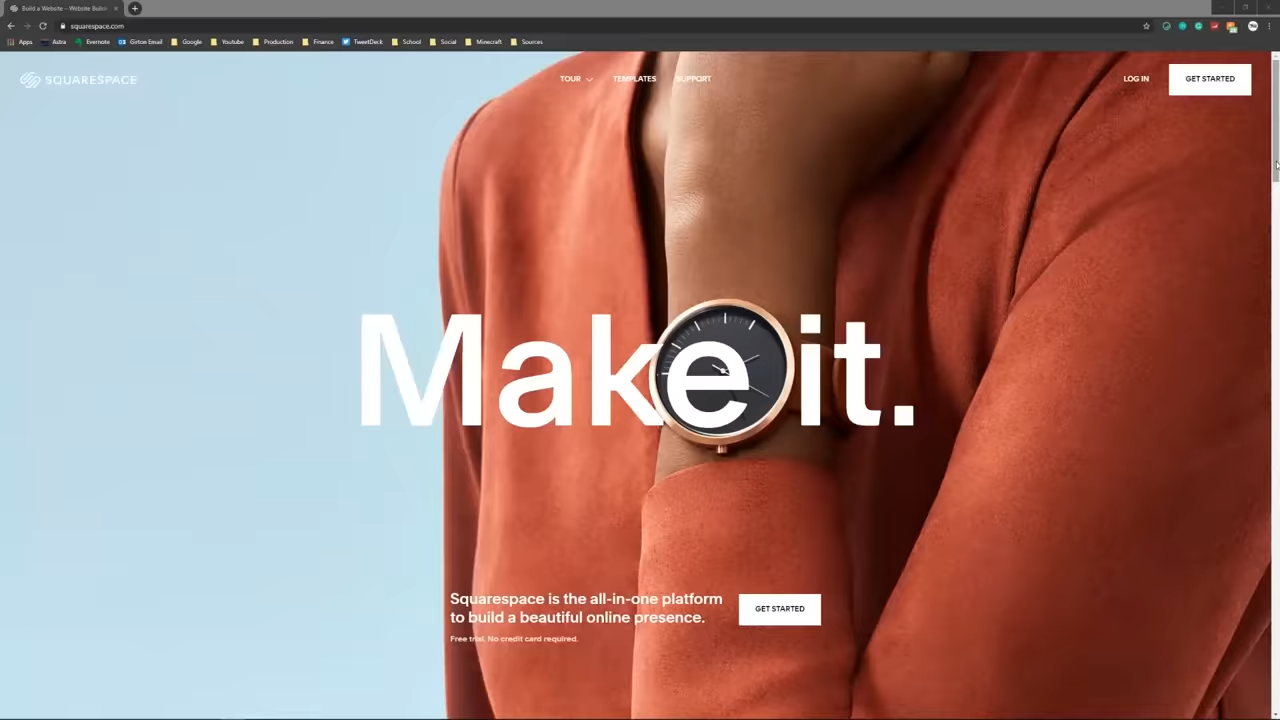 Build a Website – Website Build
squarespace.com
Apps
Astra
Evernote
Girton Email
Google
Youtube
Production
Finance
TweetDeck
School
Social
Minecraft
Sources
SQUARESPACE
TOUR
TEMPLATES
SUPPORT
LOG IN
GET STARTED
Make it.
Squarespace is the all-in-one platform
to build a beautiful online presence.
GET STARTED
Free trial. No credit card required.